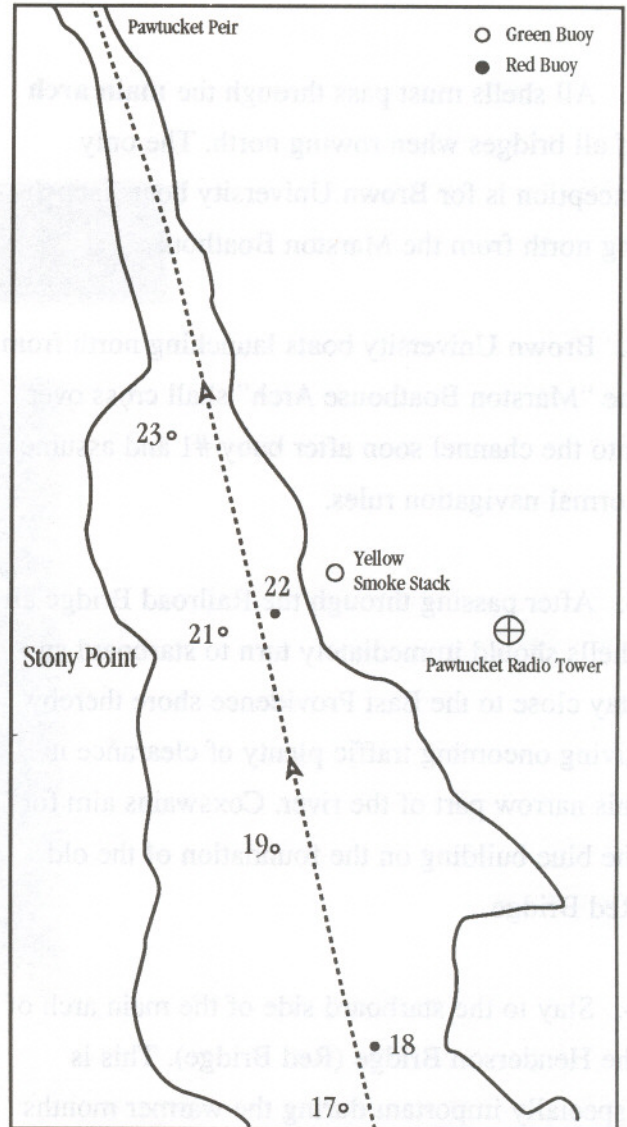 Pawtucket Peir
Green Buoy
Red Buoy
23
Yellow
Smoke Stack
22
21
Stony Point
Pawtucket Radio Tower
19
18
17
All shells must pass through the main arch
all bridges when rowing north. The only
exception is for Brown University
north from the Marston Boathouse
Brown University boats launching north from
"Marston Boathouse Arch" shall cross over
to the channel soon after buoy #1 and assume
normal navigation rules.
After passing through the Railroad Bridge
shells should immediately turn to starboard
stay close to the East Providence shore thereby
giving oncoming traffic plenty of clearance in
this narrow part of the river. Coxswains aim for
the blue building on the foundation of the old
Red Bridge
Stay to the starboard side of the main arch of
the Henderson Bridge (Red Bridge). This is
especially important during the warmer months